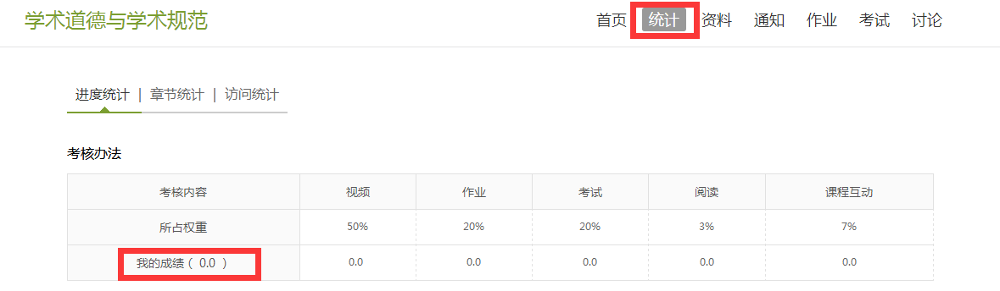 学术道德与学术规范 首页 统计 资料 通知 作业 考试 讨论
进度统计 | 章节统计 | 访问统计
考核办法
考核内容 视频 作业 考试 阅读 课程互动
所占权重 50% 20% 20% 3% 7%
我的成绩（ 0.0 ） 0.0 0.0 0.0 0.0 0.0